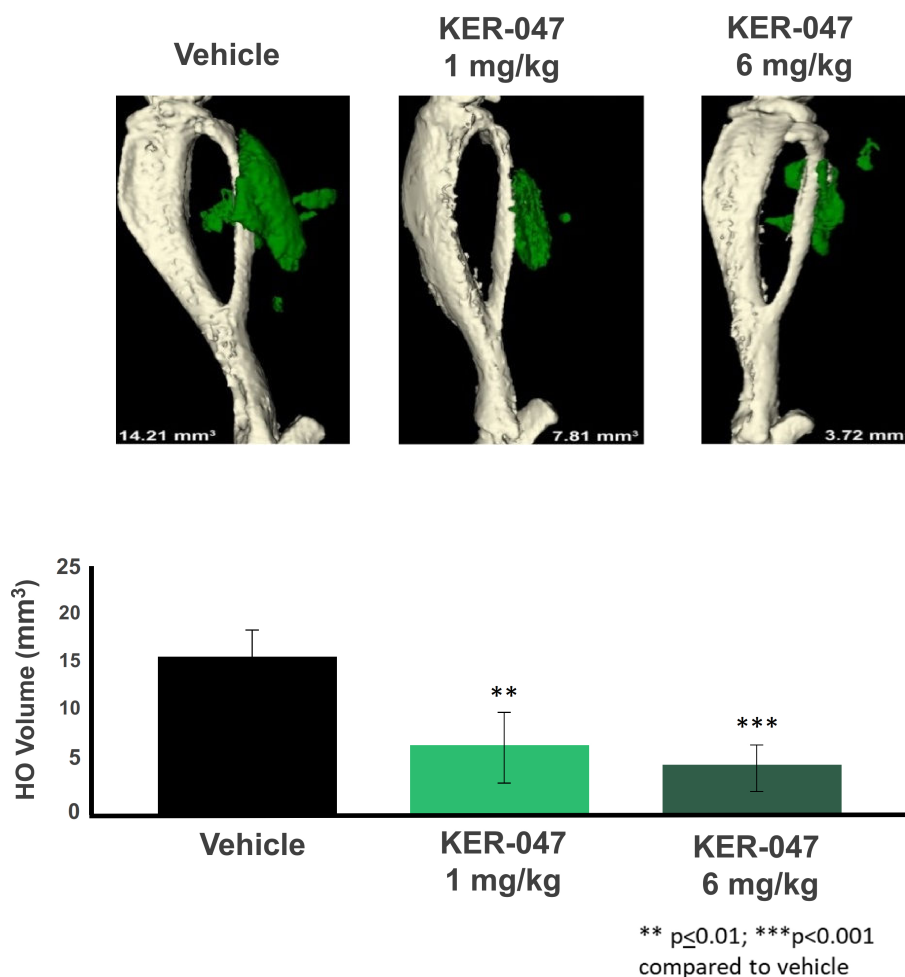 Vehicle
KER-047
1 mg/kg
KER-047
6 mg/kg
14.21 mm³
7.81 mm³
3.72 mm
HO Volume (mm³)
25
20
15
10
5
0
**
***
Vehicle
KER-047
1 mg/kg
KER-047
6 mg/kg
** p≤0.01; ***p<0.001
compared to vehicle